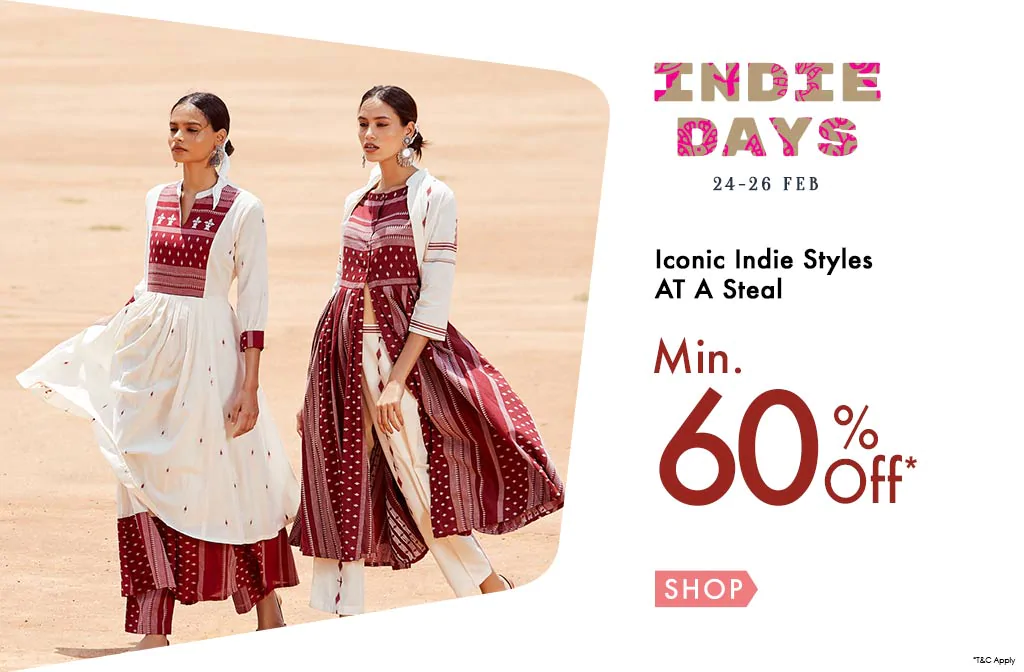 INDIE
DAYS
24-26 FEB
Iconic Indie Styles
AT A Steal
Min.
60% Off*
SHOP
*T&C Apply